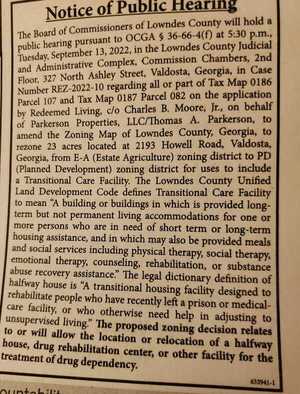 Notice of Public Hearing
The Board of Commissioners of Lowndes County will hold a
public hearing pursuant to OCGA § 36-66-4(f) at 5:30 p.m.,
Tuesday, September 13, 2022, in the Lowndes County Judicial
and Administrative Complex, Commission Chambers, 2nd
Floor, 327 North Ashley Street, Valdosta, Georgia, in Case
Number REZ-2022-10 regarding all or part of Tax Map 0186
Parcel 107 and Tax Map 0187 Parcel 082 on the application
by Redeemed Living, c/o Charles B. Moore, Jr., on behalf
of Parkerson Properties, LLC/Thomas A. Parkerson, to
amend the Zoning Map of Lowndes County, Georgia, to
rezone 23 acres located at 2193 Howell Road, Valdosta,
Georgia, from E-A (Estate Agriculture) zoning district to PD
(Planned Development) zoning district for uses to include
a Transitional Care Facility. The Lowndes County Unified
Land Development Code defines Transitional Care Facility
to mean "A building or buildings in which is provided long-
term but not permanent living accommodations for one or
more persons who are in need of short term or long-term
housing assistance, and in which may also be provided meals
and social services including physical therapy, social therapy,
emotional therapy, counseling, rehabilitation, or substance
abuse recovery assistance." The legal dictionary definition of
halfway house is "A transitional housing facility designed to
rehabilitate people who have recently left a prison or medical-
care facility, or who otherwise need help in adjusting to
unsupervised living." The proposed zoning decision relates
to or will allow the location or relocation of a halfway
house, drug rehabilitation center, or other facility for the
treatment of drug dependency.
633941-1